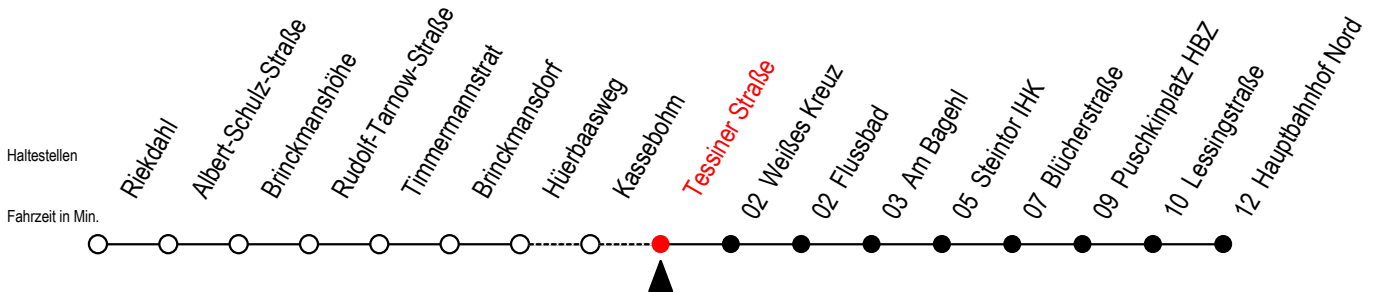 Haltestellen
Fahrzeit in Min.
Riekdahl
Albert-Schulz-Straße
Brinckmanshöhe
Rudolf-Tarnow-Straße
Timmermannstrat
Brinckmansdorf
Hüerbaasweg
Kassebohm
Tessiner Straße
02 Weißes Kreuz
02 Flussbad
03 Am Bagehl
05 Steintor IHK
07 Blücherstraße
09 Puschkinplatz HBZ
10 Lessingstraße
12 Hauptbahnhof Nord